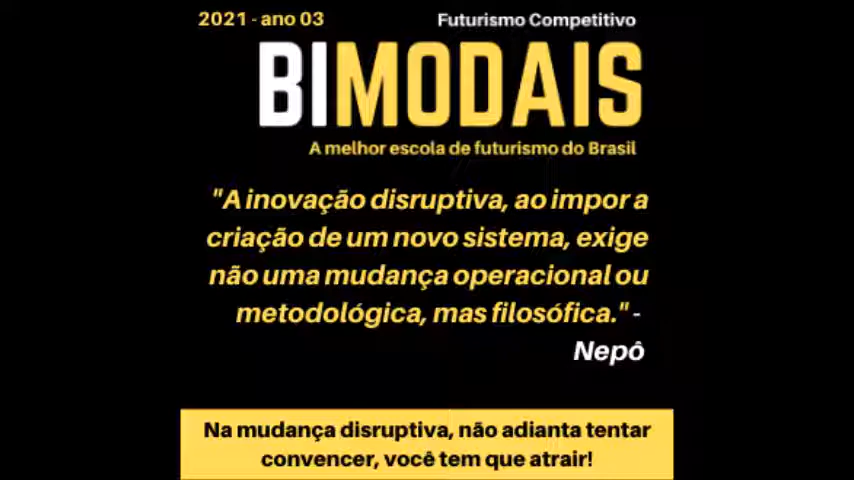 2021 - ano 03
Futurismo Competitivo
BIMODAIS
A melhor escola de futurismo do Brasil
"A inovação disruptiva, ao impor a
criação de um novo sistema, exige
não uma mudança operacional ou
metodológica, mas filosófica." -
Nepô
Na mudança disruptiva, não adianta tentar
convencer, você tem que atrair!